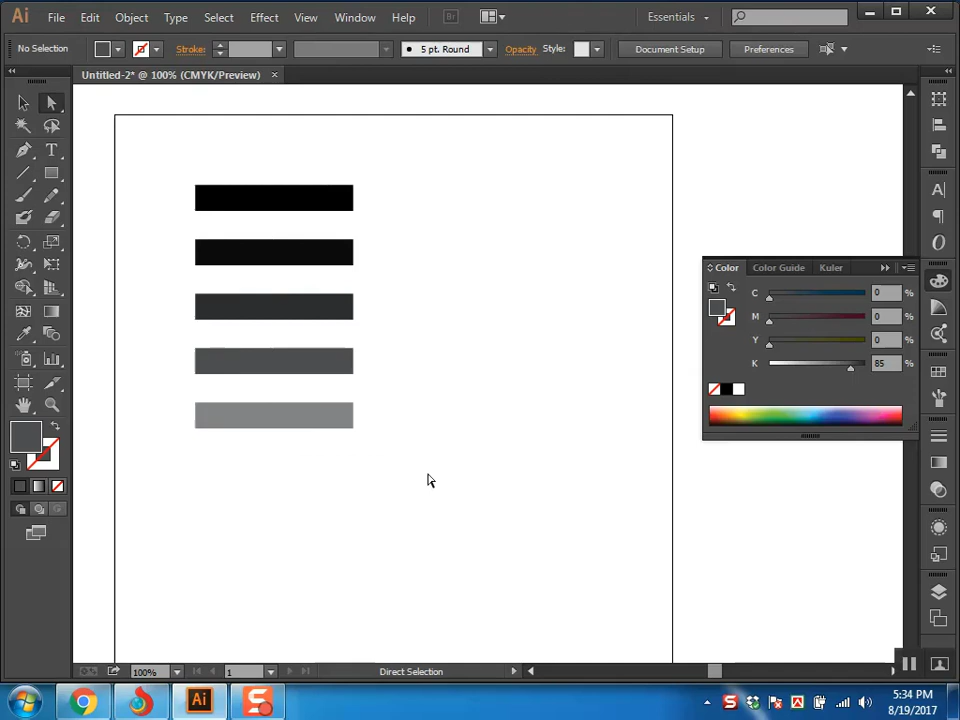 Ai File Edit Object Type Select Effect View Window Help Br Essentials
No Selection Stroke: 5 pt. Round Opacity Style: Document Setup Preferences
Untitled-2* @ 100% (CMYK/Preview)
Color Color Guide Kuler
C 0 %
M 0 %
Y 0 %
K 85 %
100% 1 Direct Selection
Ai S S 5:34 PM
8/19/2017